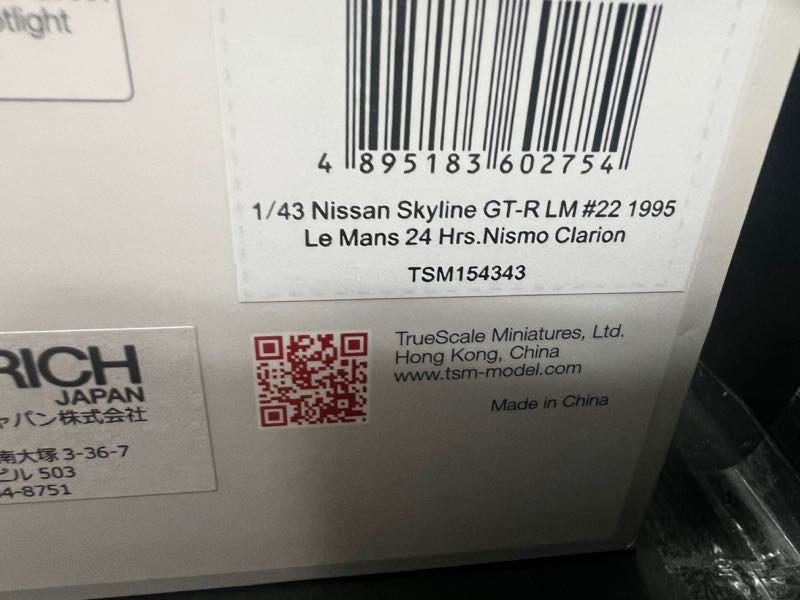 4 895183 602754
1/43 Nissan Skyline GT-R LM #22 1995
Le Mans 24 Hrs.Nismo Clarion
TSM154343
TrueScale Miniatures, Ltd.
Hong Kong, China
www.tsm-model.com
Made in China
RICH
JAPAN
ャパン株式会社
南大塚 3-36-7
ビル 503
4-8751